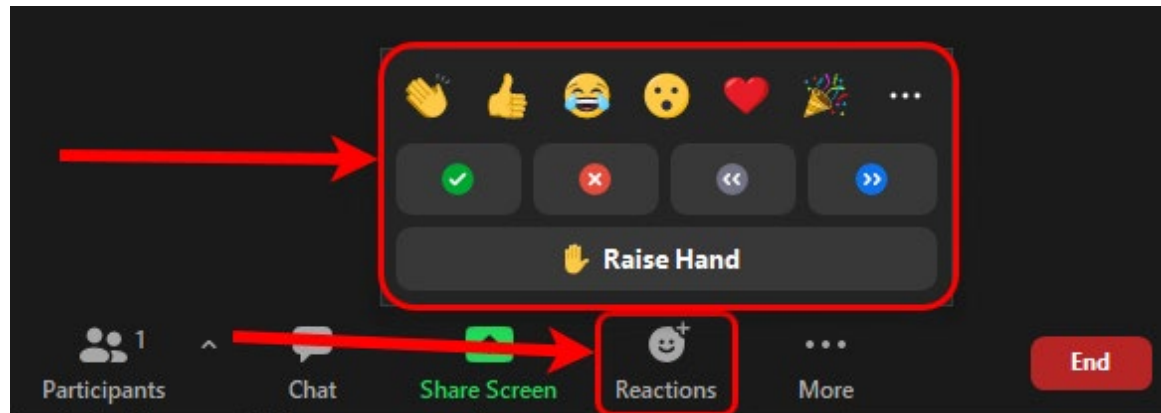 Raise Hand
1
Participants
Chat
Share Screen
Reactions
More
End